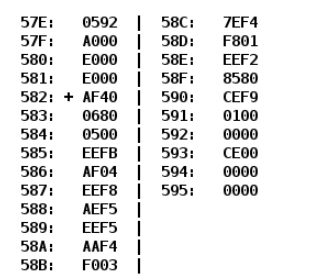 57E: 0592 | 58C: 7EF4
57F: A000 | 58D: F801
580: E000 | 58E: EEF2
581: E000 | 58F: 8580
582: + AF40 | 590: CEF9
583: 0680 | 591: 0100
584: 0500 | 592: 0000
585: EEFB | 593: CE00
586: AF04 | 594: 0000
587: EEF8 | 595: 0000
588: AEF5 |
589: EEF5 |
58A: AAF4 |
58B: F003 |